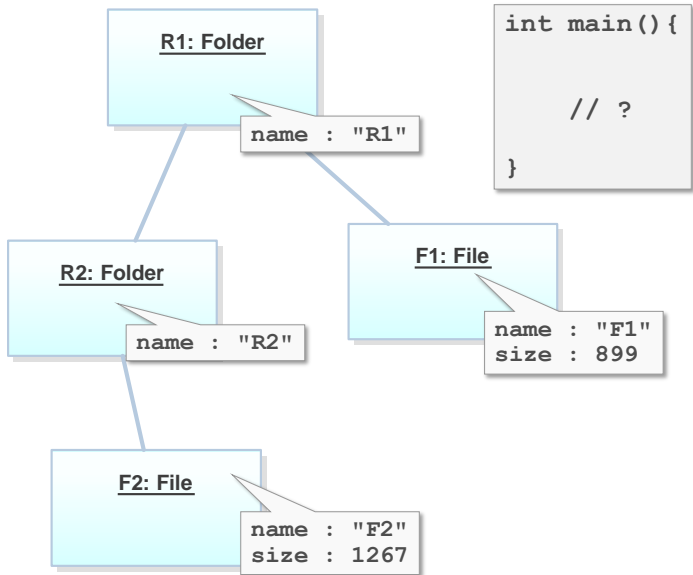 R1: Folder
name : "R1"
int main(){
// ?
}
R2: Folder
name : "R2"
F1: File
name : "F1"
size : 899
F2: File
name : "F2"
size : 1267